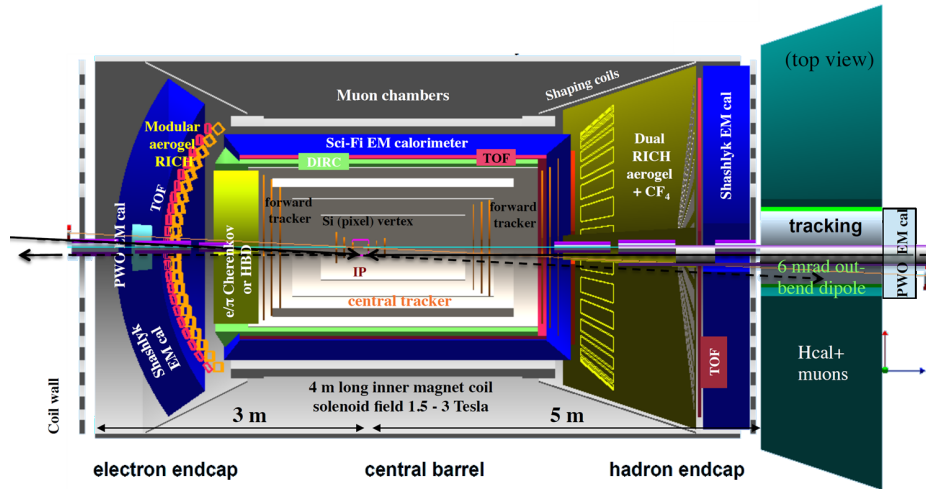 (top view)
Muon chambers
Shaping coils
Modular
aerogel
RICH
TOF
PWO EM cal
Shashlyk
EM cal
e/π Cherenkov
or HBD
Sci-Fi EM calorimeter
DIRC
TOF
forward
tracker
Si (pixel) vertex
forward
tracker
IP
central tracker
Dual
RICH
aerogel
+ CF4
Shashlyk EM cal
TOF
tracking
PWO EM cal
6 mrad out-
bend dipole
Hcal+
muons
Coil wall
4 m long inner magnet coil
solenoid field 1.5 - 3 Tesla
3 m
5 m
electron endcap
central barrel
hadron endcap